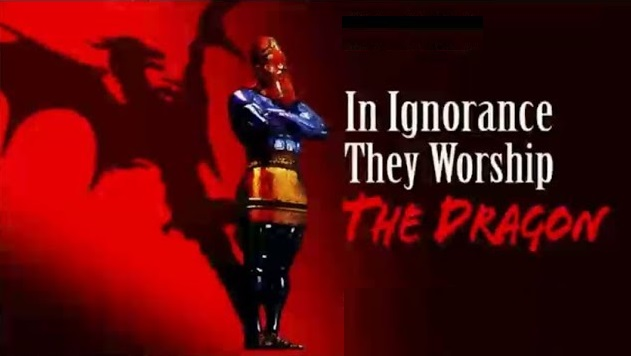 In Ignorance
They Worship
THE DRAGON